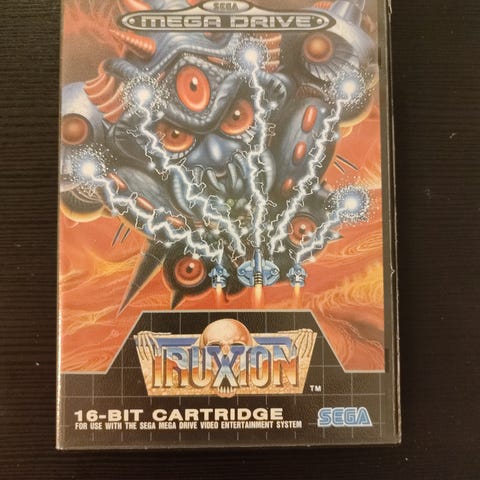 SEGA
MEGA DRIVE
TRUXTON
TM
16-BIT CARTRIDGE
FOR USE WITH THE SEGA MEGA DRIVE VIDEO ENTERTAINMENT SYSTEM
SEGA